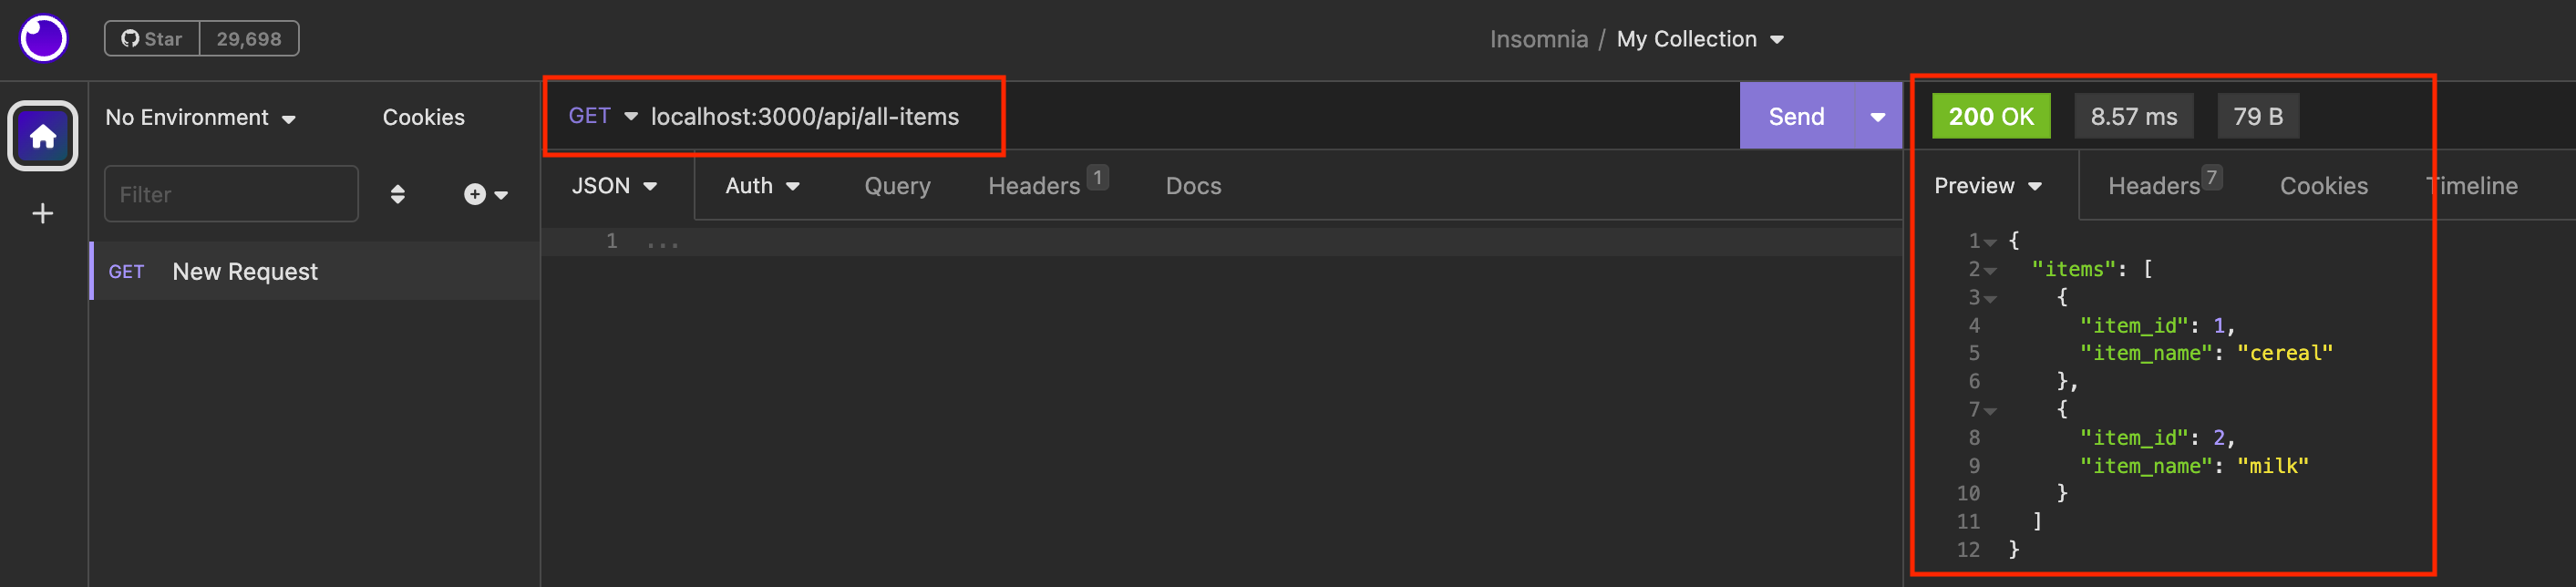 Star 29,698
Insomnia / My Collection
No Environment Cookies
Filter
GET New Request
GET localhost:3000/api/all-items Send
JSON Auth Query Headers 1 Docs
1 ...
200 OK 8.57 ms 79 B
Preview Headers 7 Cookies Timeline
1 {
2 "items": [
3 {
4 "item_id": 1,
5 "item_name": "cereal"
6 },
7 {
8 "item_id": 2,
9 "item_name": "milk"
10 }
11 ]
12 }